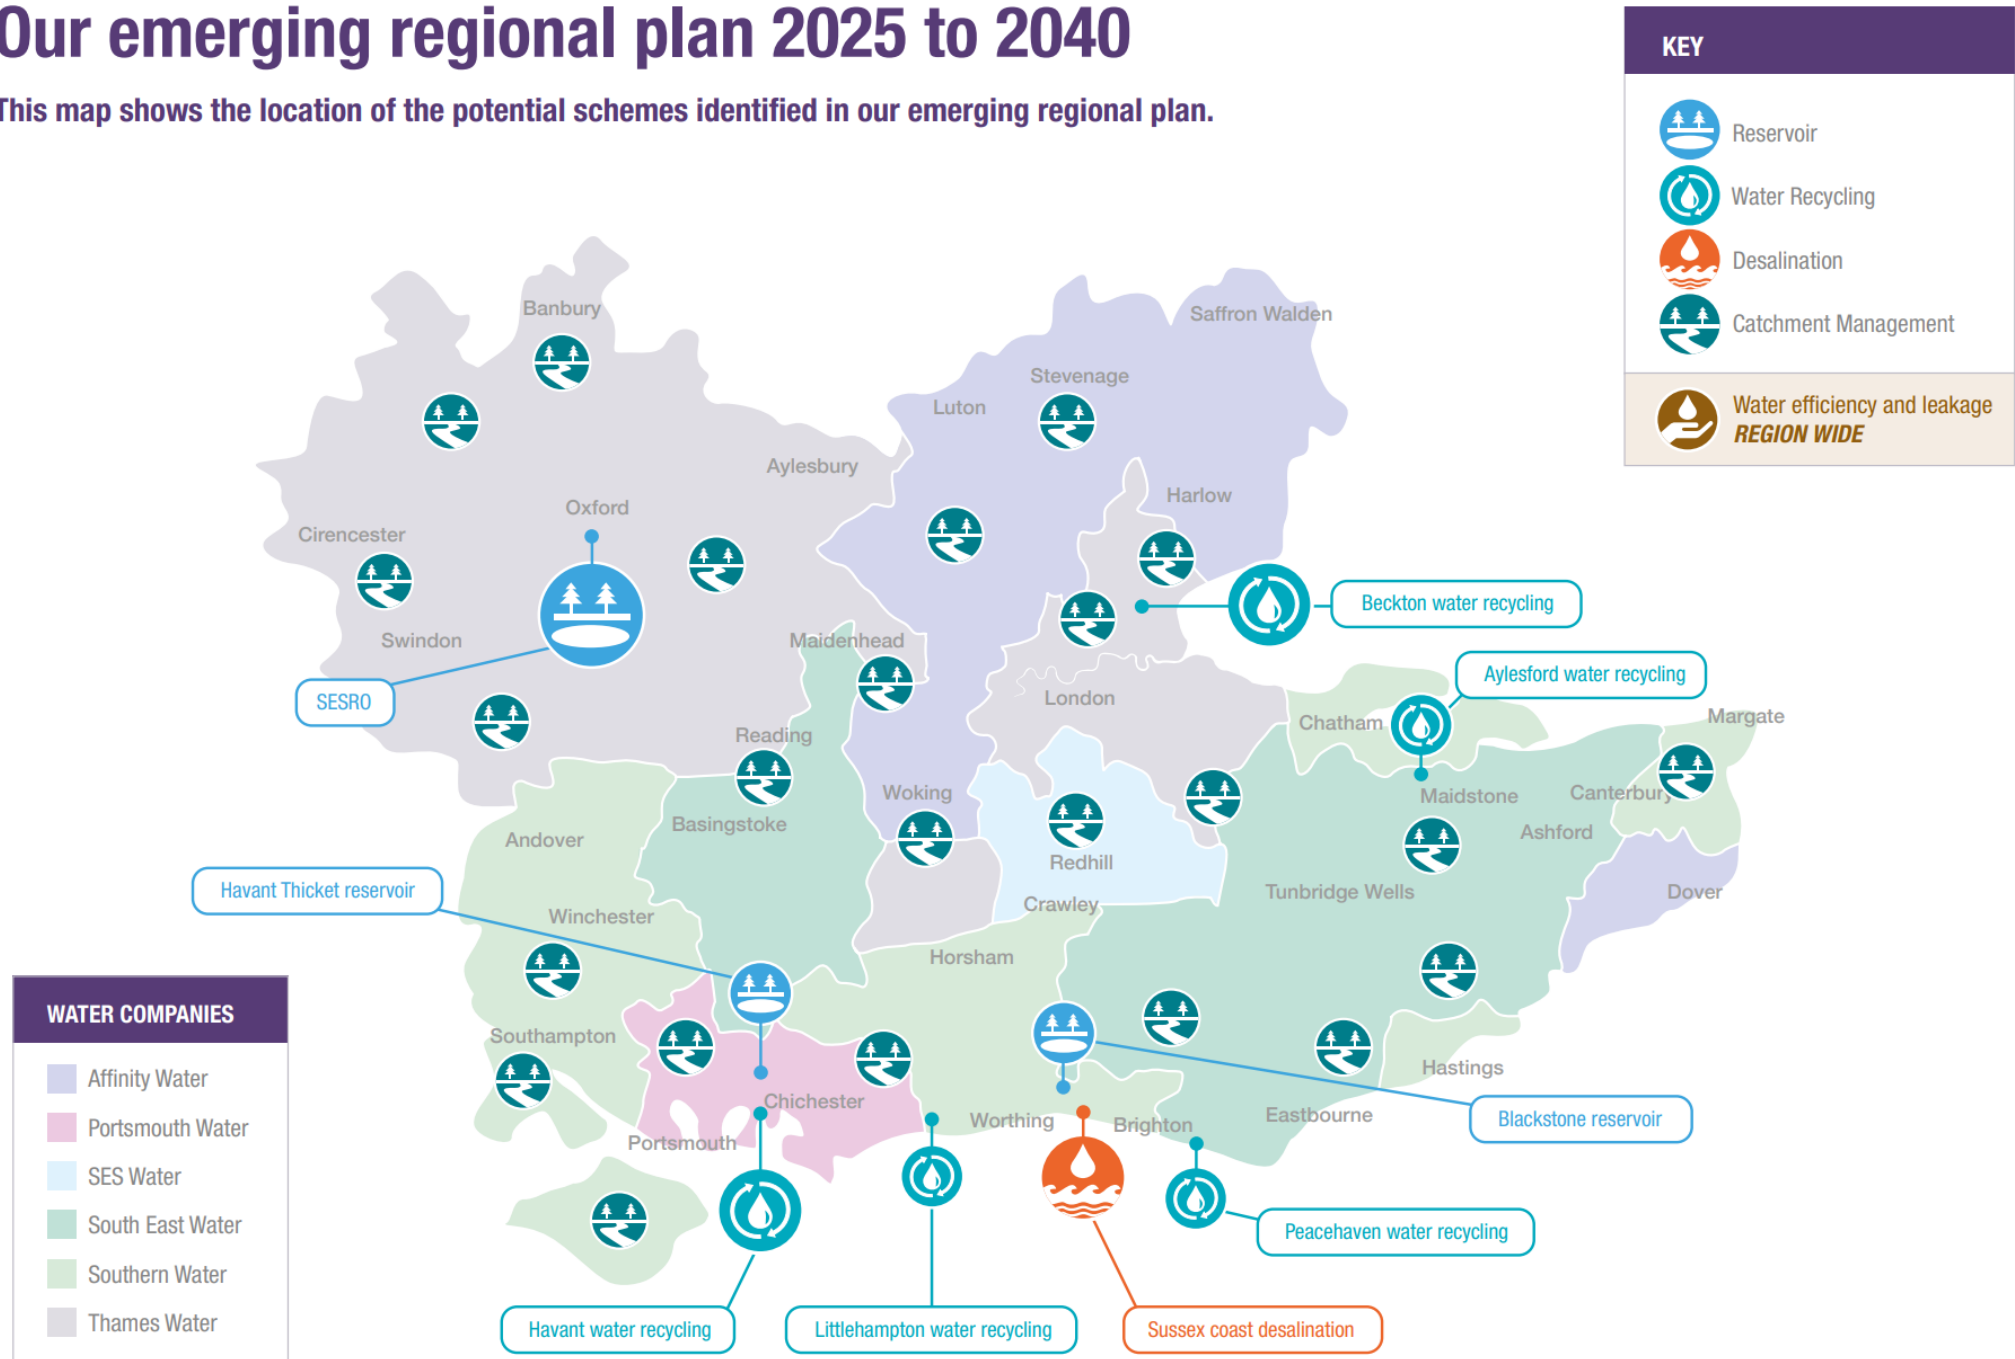 Our emerging regional plan 2025 to 2040
This map shows the location of the potential schemes identified in our emerging regional plan.
KEY
Reservoir
Water Recycling
Desalination
Catchment Management
Water efficiency and leakage
REGION WIDE
Banbury
Saffron Walden
Stevenage
Luton
Aylesbury
Harlow
Oxford
Cirencester
Beckton water recycling
Swindon
Maidenhead
Aylesford water recycling
SESRO
London
Chatham
Margate
Reading
Woking
Maidstone
Canterbury
Basingstoke
Andover
Ashford
Redhill
Havant Thicket reservoir
Tunbridge Wells
Dover
Crawley
Winchester
Horsham
WATER COMPANIES
Affinity Water
Portsmouth Water
SES Water
South East Water
Southern Water
Thames Water
Southampton
Hastings
Chichester
Worthing
Brighton
Eastbourne
Blackstone reservoir
Portsmouth
Peacehaven water recycling
Havant water recycling
Littlehampton water recycling
Sussex coast desalination